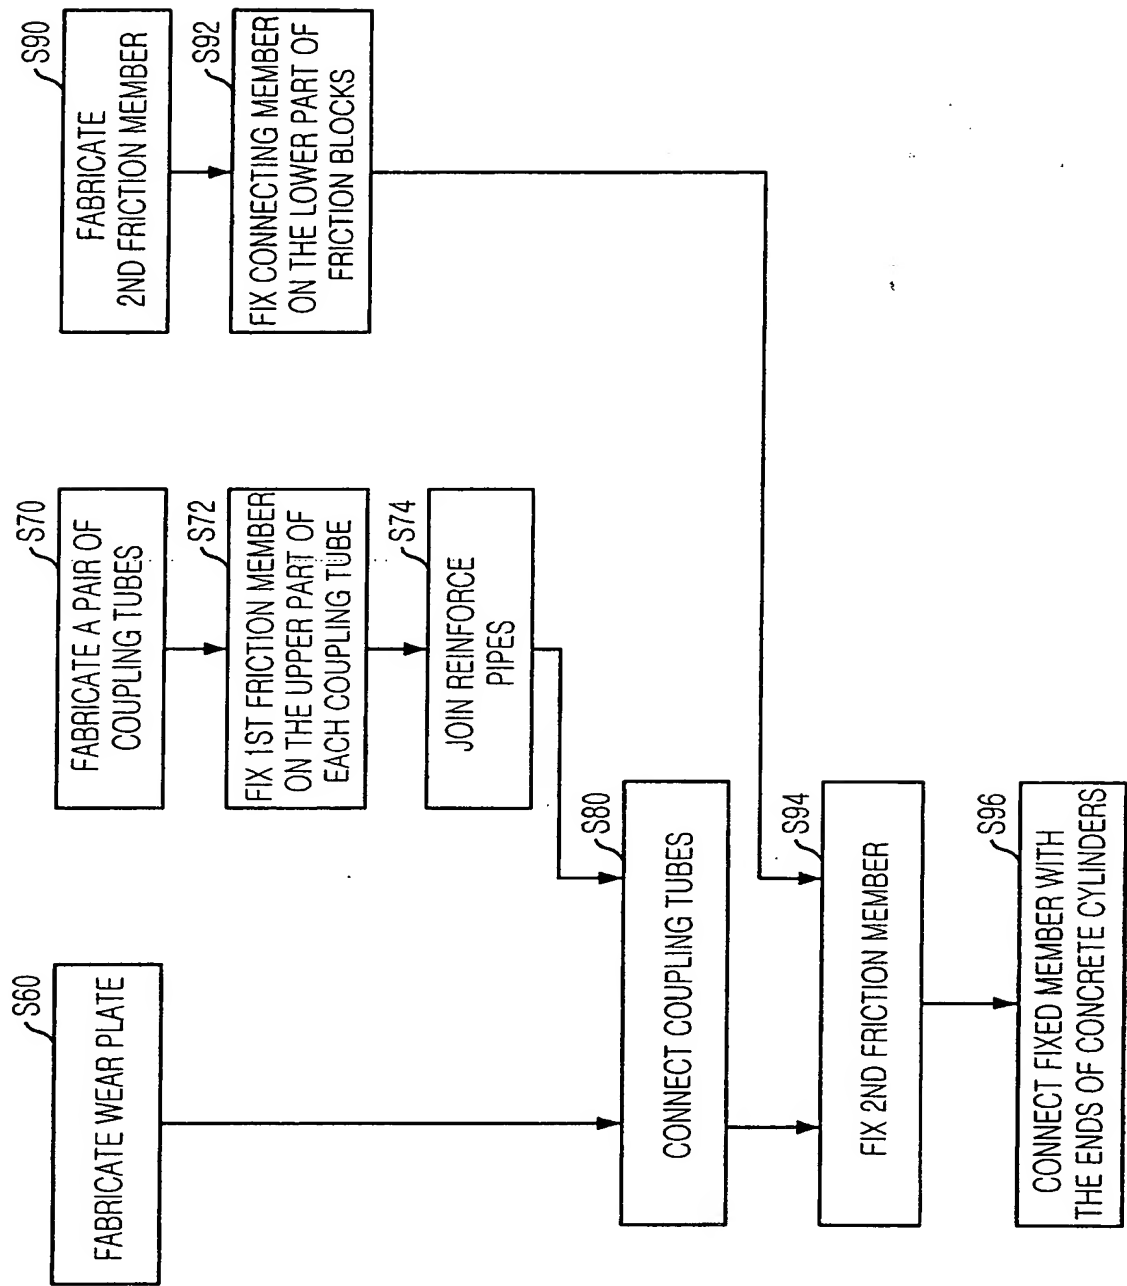 S60
FABRICATE WEAR PLATE
S70
FABRICATE A PAIR OF
COUPLING TUBES
S72
FIX 1ST FRICTION MEMBER
ON THE UPPER PART OF
EACH COUPLING TUBE
S74
JOIN REINFORCE
PIPES
S90
FABRICATE
2ND FRICTION MEMBER
S92
FIX CONNECTING MEMBER
ON THE LOWER PART OF
FRICTION BLOCKS
S80
CONNECT COUPLING TUBES
S94
FIX 2ND FRICTION MEMBER
S96
CONNECT FIXED MEMBER WITH
THE ENDS OF CONCRETE CYLINDERS